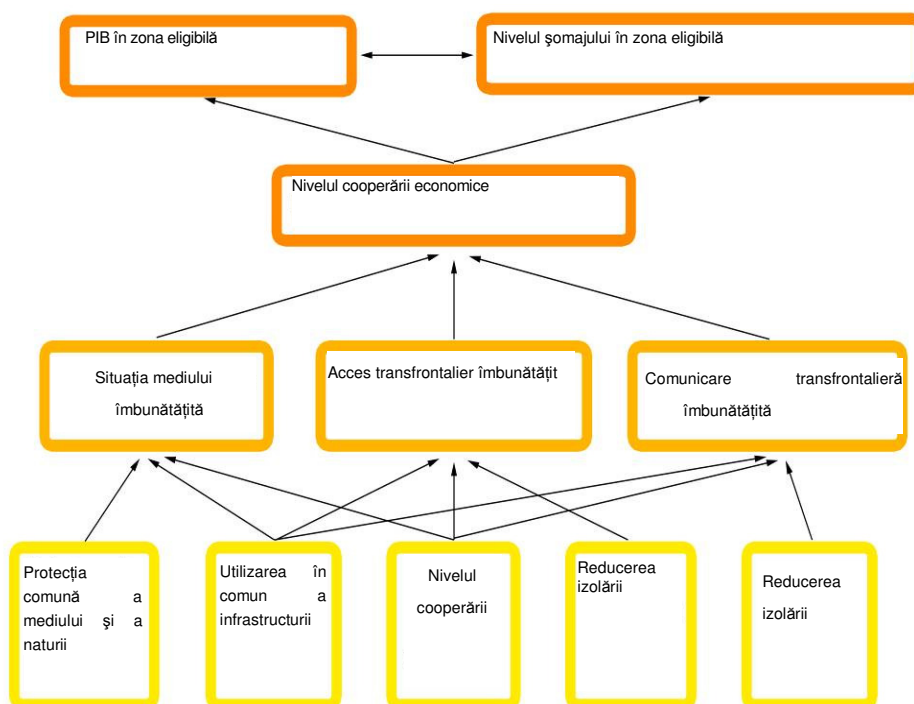 PIB în zona eligibilă
Nivelul şomajului în zona eligibilă
Nivelul cooperării economice
Situația mediului
îmbunătățită
Acces transfrontalier îmbunătățit
Comunicare transfrontalieră
îmbunătățită
Protecția
comună a
mediului şi a
naturii
Utilizarea în
comun a
infrastructurii
Nivelul
cooperării
Reducerea
izolării
Reducerea
izolării